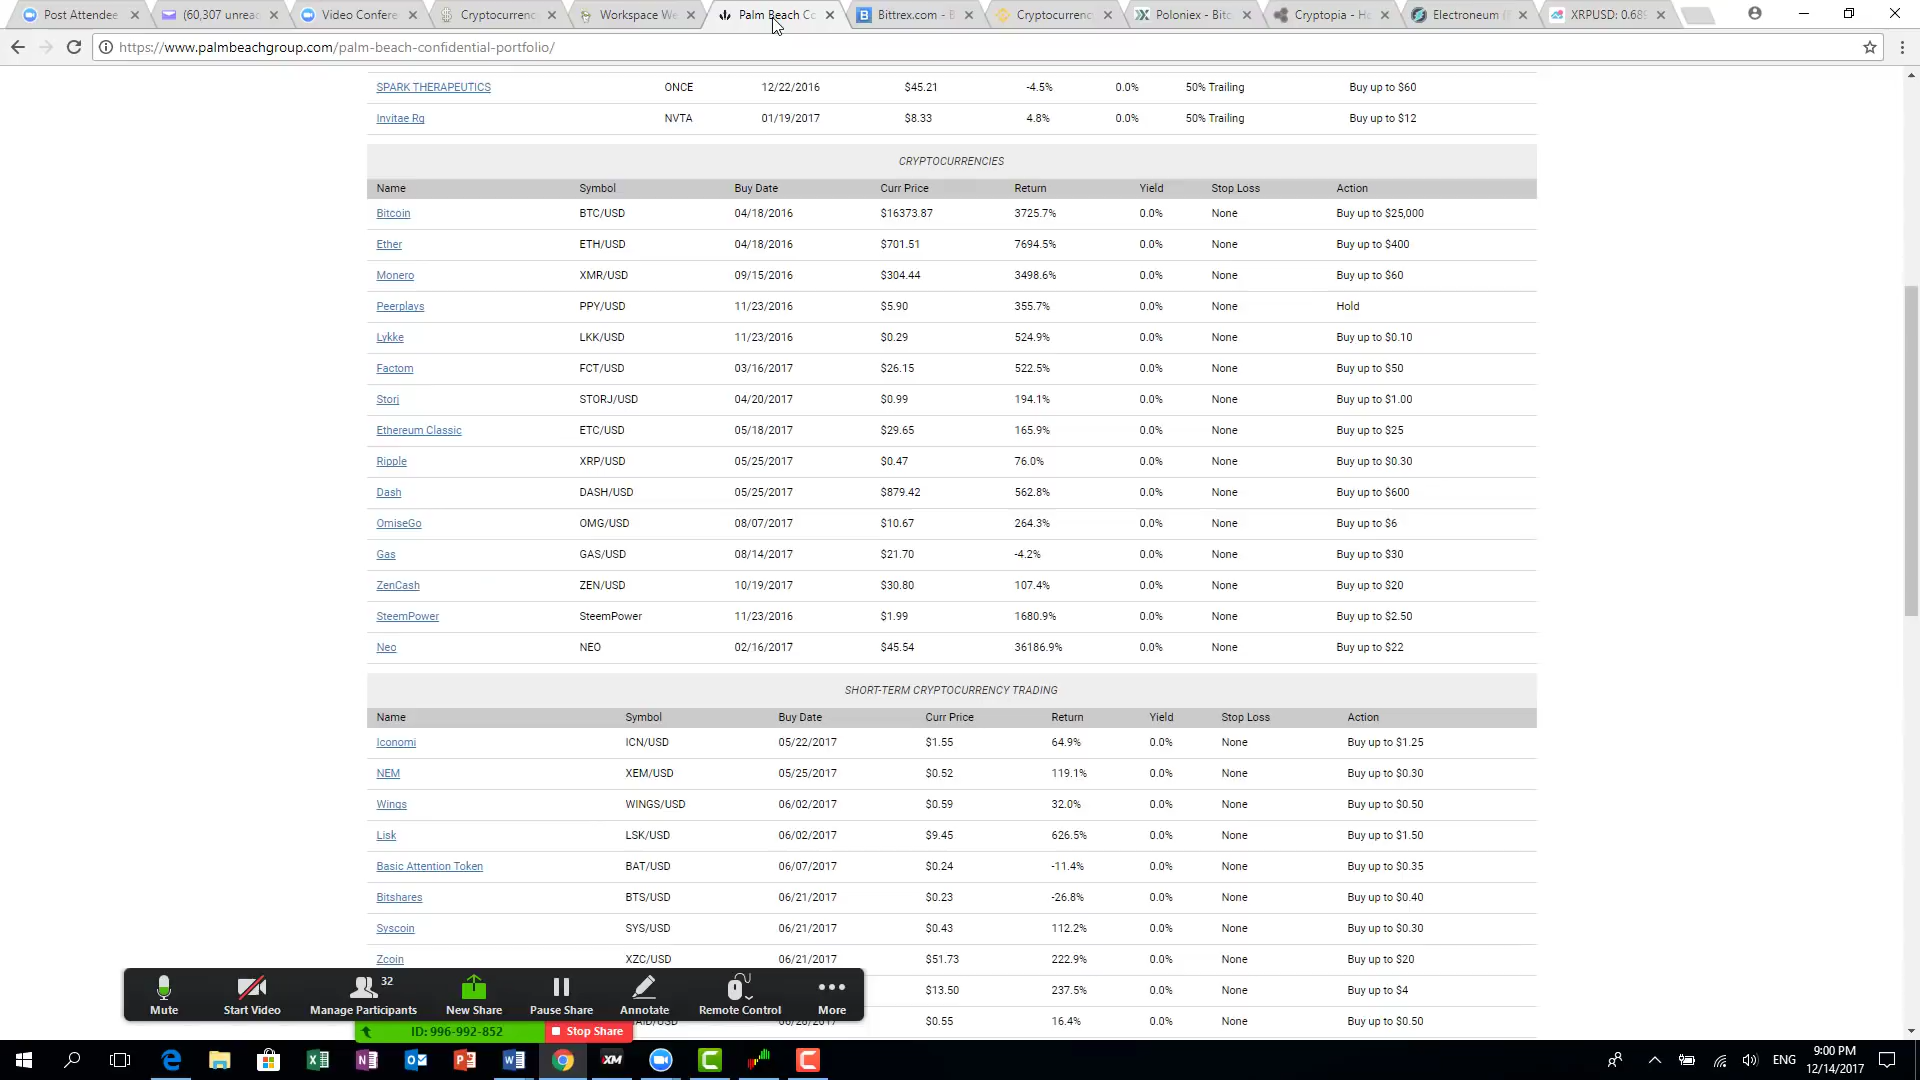 Post Attendee
(60,307 unrea
Video Confere
Cryptocurrenc
Workspace We
Palm Beach Co
Bittrex.com - B
Cryptocurrenc
Poloniex - Bitc
Cryptopia - Ho
Electroneum (
XRPUSD: 0.689
https://www.palmbeachgroup.com/palm-beach-confidential-portfolio/
SPARK THERAPEUTICS ONCE 12/22/2016 $45.21 -4.5% 0.0% 50% Trailing Buy up to $60
Invitae Rg NVTA 01/19/2017 $8.33 4.8% 0.0% 50% Trailing Buy up to $12
CRYPTOCURRENCIES
Name Symbol Buy Date Curr Price Return Yield Stop Loss Action
Bitcoin BTC/USD 04/18/2016 $16373.87 3725.7% 0.0% None Buy up to $25,000
Ether ETH/USD 04/18/2016 $701.51 7694.5% 0.0% None Buy up to $400
Monero XMR/USD 09/15/2016 $304.44 3498.6% 0.0% None Buy up to $60
Peerplays PPY/USD 11/23/2016 $5.90 355.7% 0.0% None Hold
Lykke LKK/USD 11/23/2016 $0.29 524.9% 0.0% None Buy up to $0.10
Factom FCT/USD 03/16/2017 $26.15 522.5% 0.0% None Buy up to $50
Storj STORJ/USD 04/20/2017 $0.99 194.1% 0.0% None Buy up to $1.00
Ethereum Classic ETC/USD 05/18/2017 $29.65 165.9% 0.0% None Buy up to $25
Ripple XRP/USD 05/25/2017 $0.47 76.0% 0.0% None Buy up to $0.30
Dash DASH/USD 05/25/2017 $879.42 562.8% 0.0% None Buy up to $600
OmiseGo OMG/USD 08/07/2017 $10.67 264.3% 0.0% None Buy up to $6
Gas GAS/USD 08/14/2017 $21.70 -4.2% 0.0% None Buy up to $30
ZenCash ZEN/USD 10/19/2017 $30.80 107.4% 0.0% None Buy up to $20
SteemPower SteemPower 11/23/2016 $1.99 1680.9% 0.0% None Buy up to $2.50
Neo NEO 02/16/2017 $45.54 36186.9% 0.0% None Buy up to $22
SHORT-TERM CRYPTOCURRENCY TRADING
Name Symbol Buy Date Curr Price Return Yield Stop Loss Action
Iconomi ICN/USD 05/22/2017 $1.55 64.9% 0.0% None Buy up to $1.25
NEM XEM/USD 05/25/2017 $0.52 119.1% 0.0% None Buy up to $0.30
Wings WINGS/USD 06/02/2017 $0.59 32.0% 0.0% None Buy up to $0.50
Lisk LSK/USD 06/02/2017 $9.45 626.5% 0.0% None Buy up to $1.50
Basic Attention Token BAT/USD 06/07/2017 $0.24 -11.4% 0.0% None Buy up to $0.35
Bitshares BTS/USD 06/21/2017 $0.23 -26.8% 0.0% None Buy up to $0.40
Syscoin SYS/USD 06/21/2017 $0.43 112.2% 0.0% None Buy up to $0.30
Zcoin XZC/USD 06/21/2017 $51.73 222.9% 0.0% None Buy up to $20
$13.50 237.5% 0.0% None Buy up to $4
$0.55 16.4% 0.0% None Buy up to $0.50
32
Mute Start Video Manage Participants New Share Pause Share Annotate Remote Control More
ID: 996-992-852 Stop Share
ENG
9:00 PM
12/14/2017